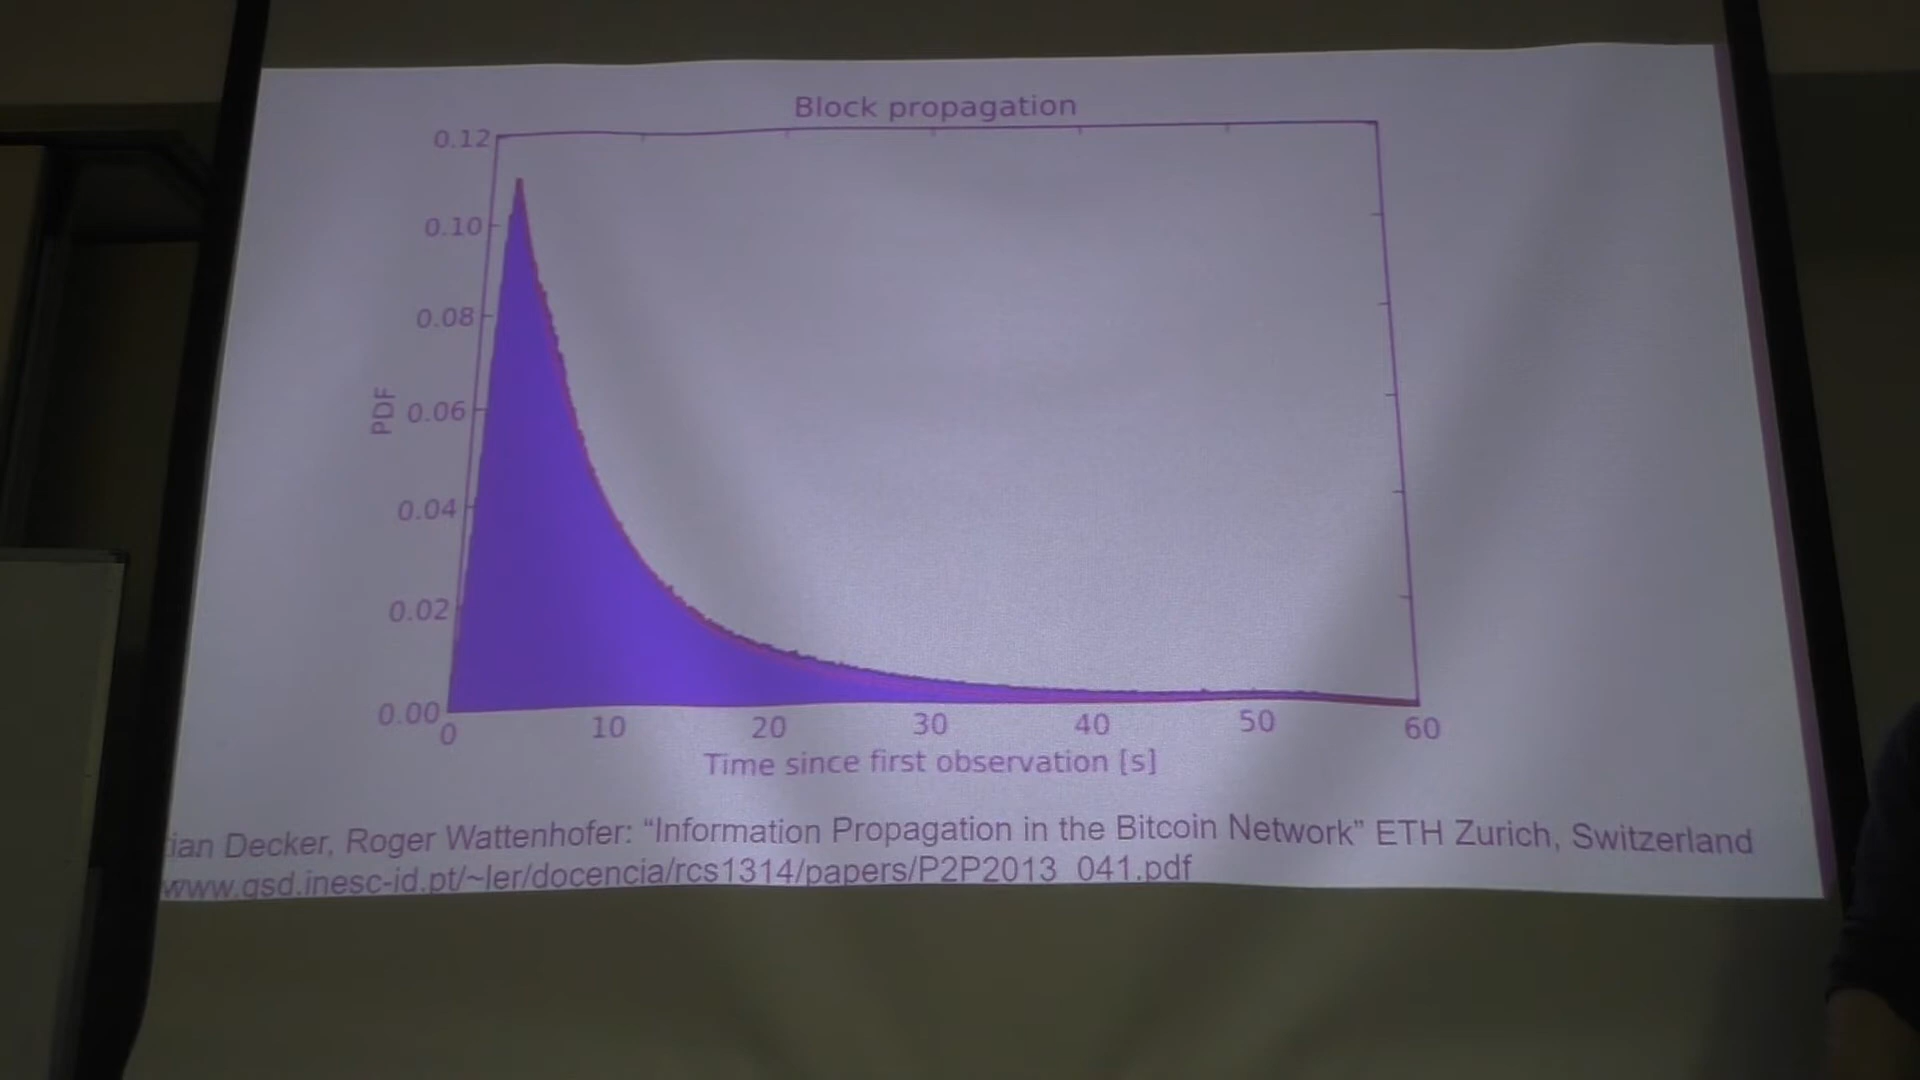 Block propagation
0.12
0.10
0.08
0.06
0.04
0.02
0.00
PDF
0 10 20 30 40 50 60
Time since first observation [s]
ian Decker, Roger Wattenhofer: “Information Propagation in the Bitcoin Network” ETH Zurich, Switzerland
www.gsd.inesc-id.pt/~ler/docencia/rcs1314/papers/P2P2013_041.pdf